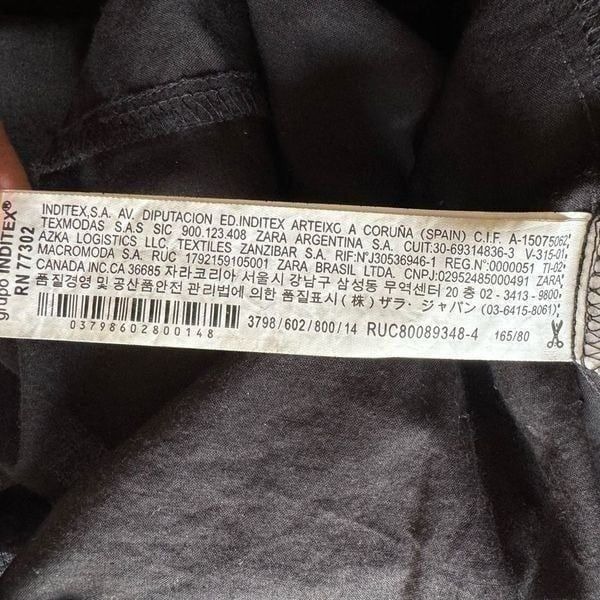 grupo INDITEX®
RN 77302
INDITEX,S.A. AV. DIPUTACION ED.INDITEX ARTEIXO A CORUÑA (SPAIN) C.I.F. A-15075062
TEXMODAS S.A.S SIC 900.123.408 ZARA ARGENTINA S.A. CUIT:30-69314836-3 V-315-01
AZKA LOGISTICS LLC, TEXTILES ZANZIBAR S.A. RIF:Nº:J30536946-1 REG.Nº:0000051 TI-02
MACROMODA S.A. RUC 1792159105001 ZARA BRASIL LTDA. CNPJ:02952485000491 ZARA
CANADA INC.CA 36685 자라코리아 서울시 강남구 삼성동 무역센터 20 층 02 - 3413 - 9800
품질경영 및 공산품안전 관리법에 의한 품질표시 (株) ザラ・ジャパン (03-6415-8061)
03798602800148
3798/602/800/14 RUC80089348-4 165/80